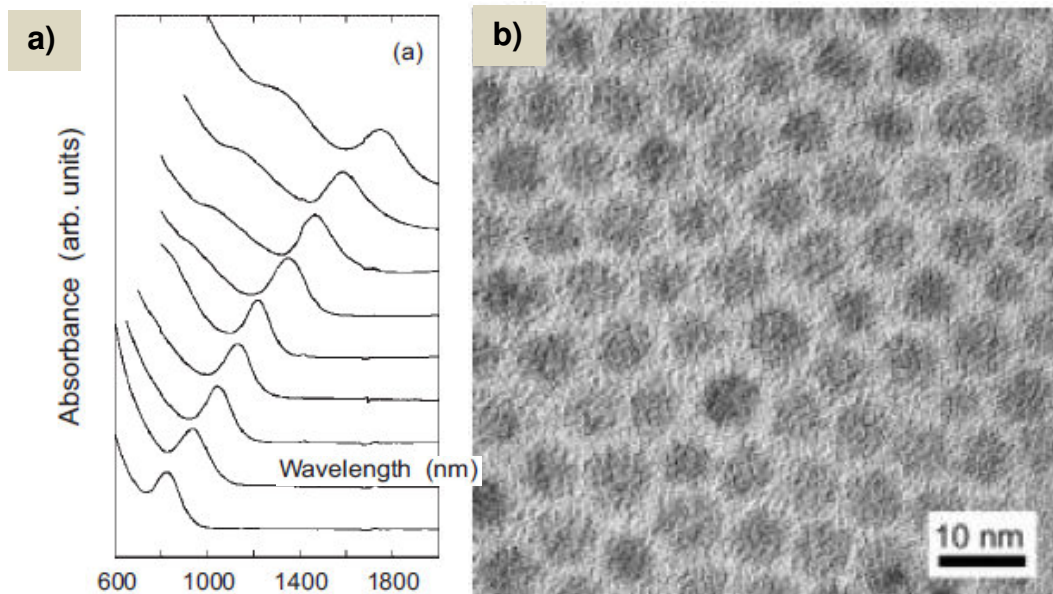 a)
(a)
Absorbance (arb. units)
Wavelength (nm)
600 1000 1400 1800
b)
10 nm